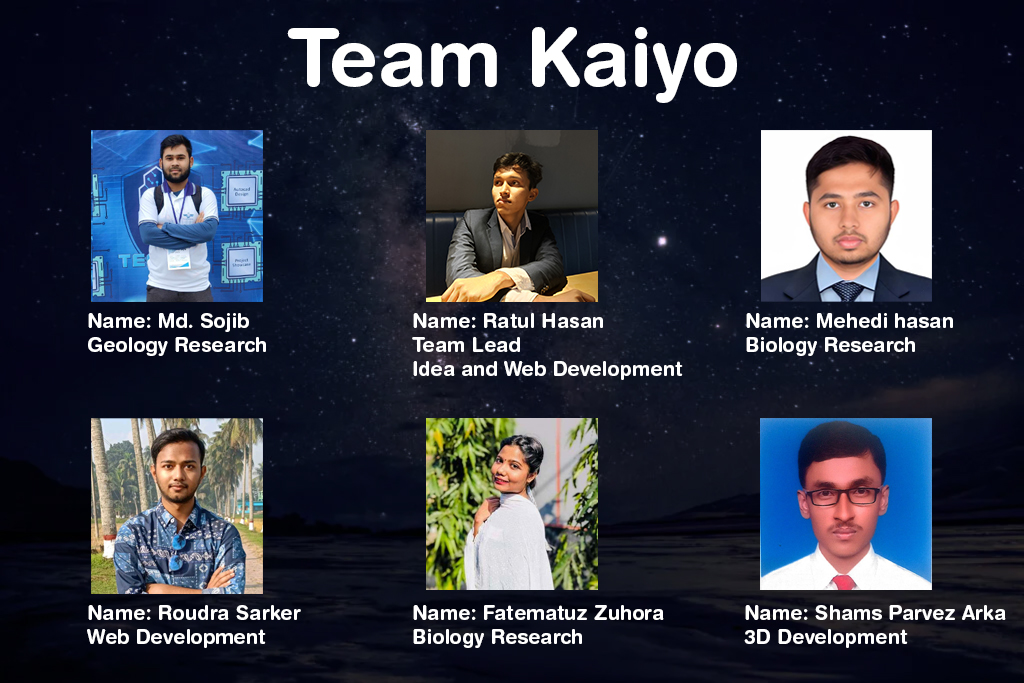 Team Kaiyo
Name: Md. Sojib
Geology Research
Name: Ratul Hasan
Team Lead
Idea and Web Development
Name: Mehedi hasan
Biology Research
Name: Roudra Sarker
Web Development
Name: Fatematuz Zuhora
Biology Research
Name: Shams Parvez Arka
3D Development